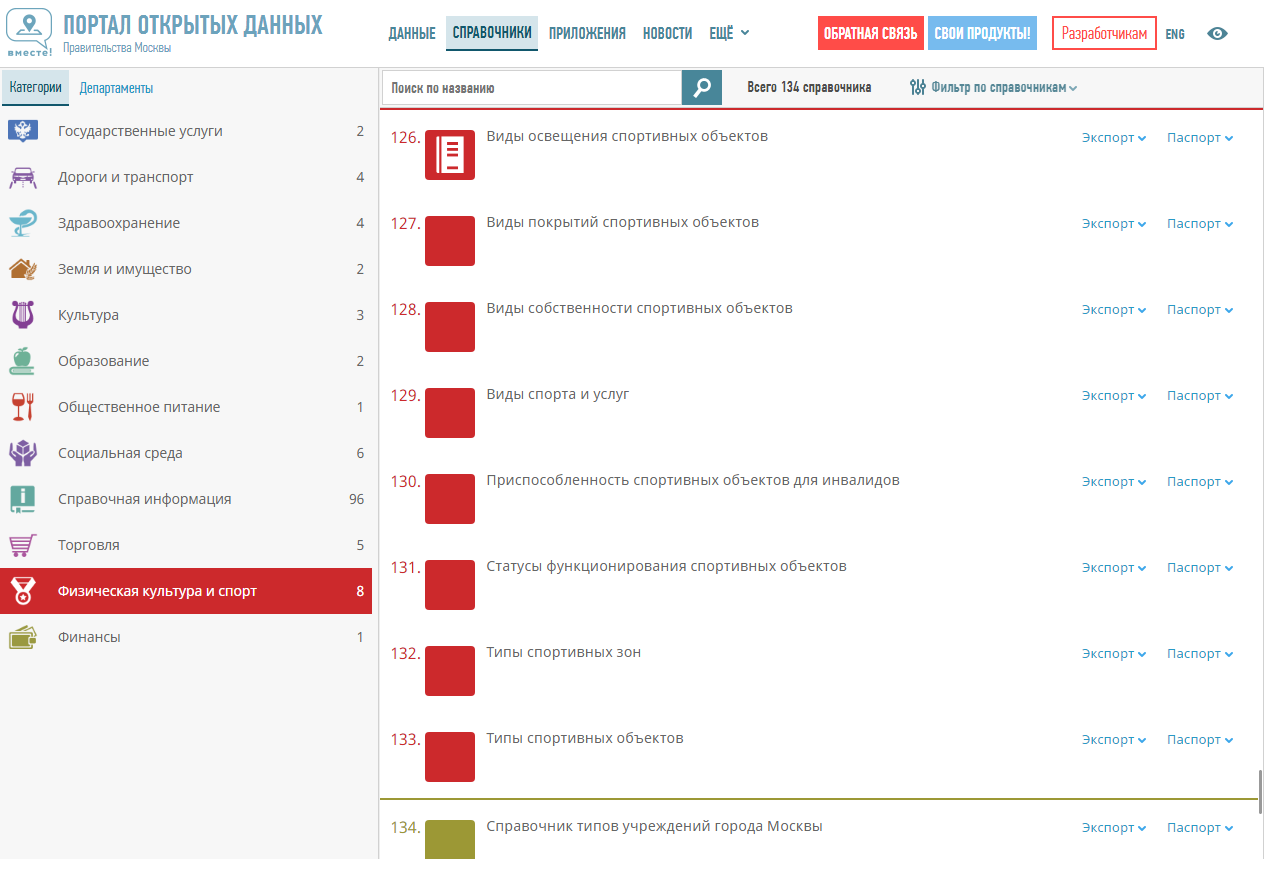 вместе!
ПОРТАЛ ОТКРЫТЫХ ДАННЫХ
Правительства Москвы
ДАННЫЕ СПРАВОЧНИКИ ПРИЛОЖЕНИЯ НОВОСТИ ЕЩЁ
ОБРАТНАЯ СВЯЗЬ СВОИ ПРОДУКТЫ! Разработчикам ENG
Категории Департаменты
Государственные услуги 2
Дороги и транспорт 4
Здравоохранение 4
Земля и имущество 2
Культура 3
Образование 2
Общественное питание 1
Социальная среда 6
Справочная информация 96
Торговля 5
Физическая культура и спорт 8
Финансы 1
Поиск по названию Всего 134 справочника Фильтр по справочникам
126. Виды освещения спортивных объектов Экспорт Паспорт
127. Виды покрытий спортивных объектов Экспорт Паспорт
128. Виды собственности спортивных объектов Экспорт Паспорт
129. Виды спорта и услуг Экспорт Паспорт
130. Приспособленность спортивных объектов для инвалидов Экспорт Паспорт
131. Статусы функционирования спортивных объектов Экспорт Паспорт
132. Типы спортивных зон Экспорт Паспорт
133. Типы спортивных объектов Экспорт Паспорт
134. Справочник типов учреждений города Москвы Экспорт Паспорт